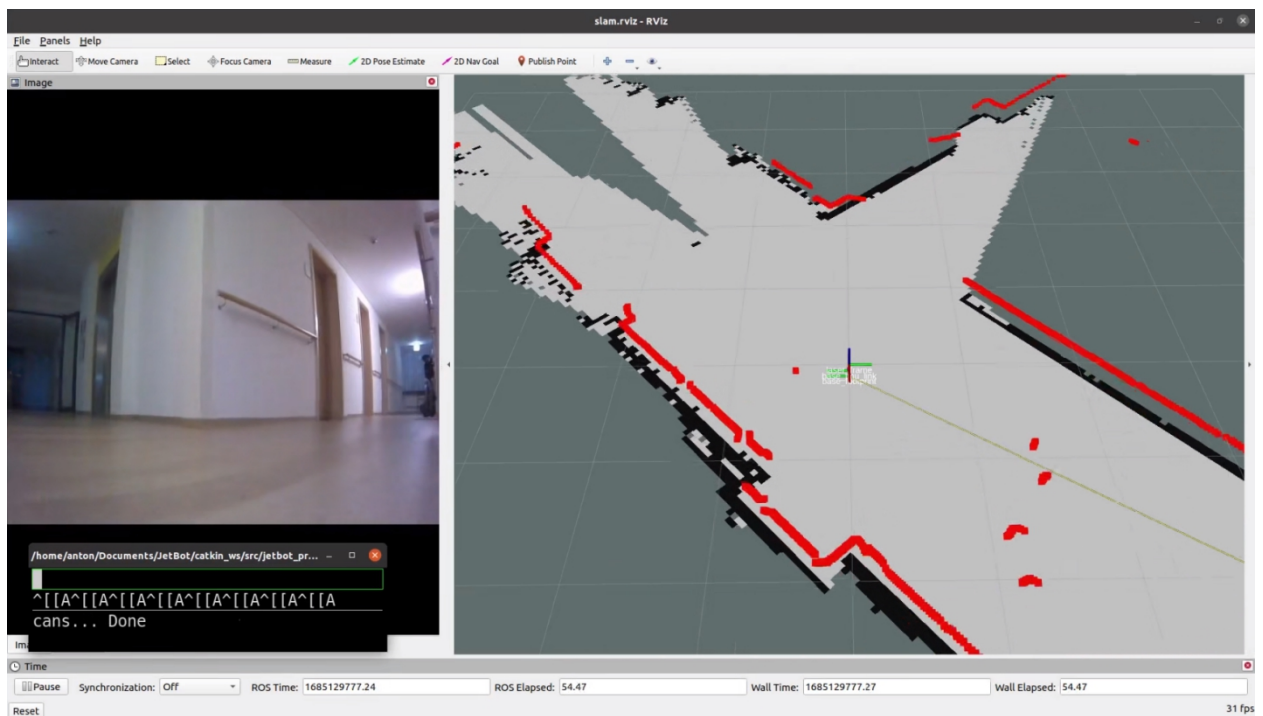 slam.rviz - RViz
File Panels Help
Interact Move Camera Select Focus Camera Measure 2D Pose Estimate 2D Nav Goal Publish Point
Image
/home/anton/Documents/JetBot/catkin_ws/src/jetbot_pr...
^[[A^[[A^[[A^[[A^[[A^[[A^[[A^[[A
cans... Done
Time
Pause Synchronization: Off ROS Time: 1685129777.24 ROS Elapsed: 54.47 Wall Time: 1685129777.27 Wall Elapsed: 54.47
Reset 31 fps